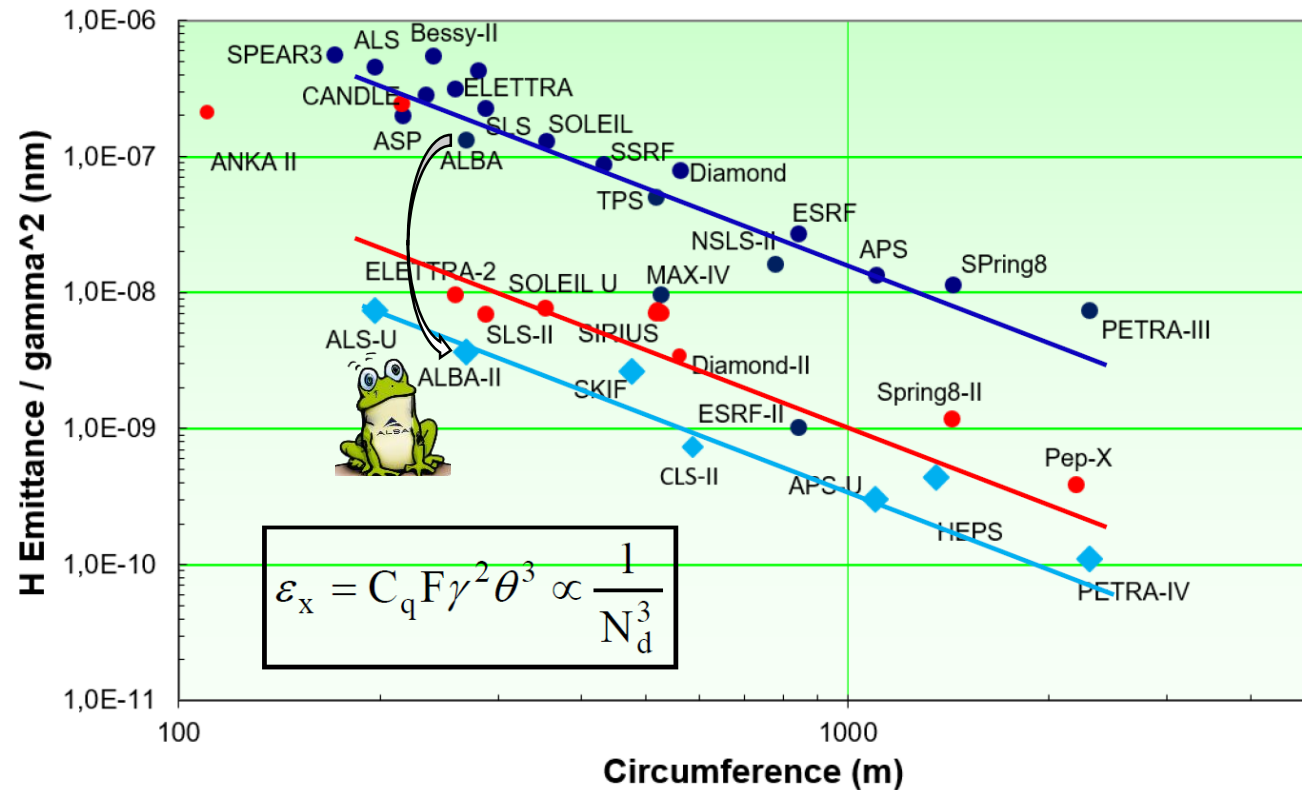 H Emittance / gamma^2 (nm)
1,0E-06
1,0E-07
1,0E-08
1,0E-09
1,0E-10
1,0E-11
SPEAR3
ALS
Bessy-II
CANDLE
ELETTRA
ANKA II
ASP
ALBA
SLS
SOLEIL
SSRF
Diamond
TPS
NSLS-II
ESRF
APS
SPring8
PETRA-III
ELETTRA-2
SOLEIL U
MAX-IV
ALS-U
SLS-II
SIRIUS
ALBA-II
SKIF
Diamond-II
ESRF-II
Spring8-II
CLS-II
APS-U
Pep-X
HEPS
PETRA-IV
ALBA
εx = CqFγ²θ³ ∝ 1/Nd³
100
1000
Circumference (m)